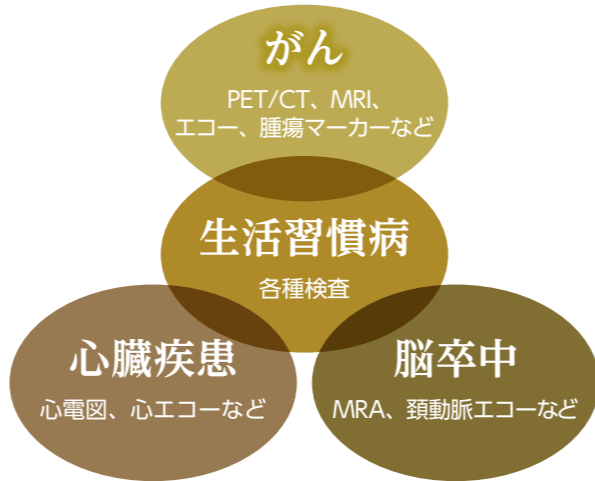 がん
PET/CT、MRI、
エコー、腫瘍マーカーなど
生活習慣病
各種検査
心臓疾患
心電図、心エコーなど
脳卒中
MRA、頚動脈エコーなど